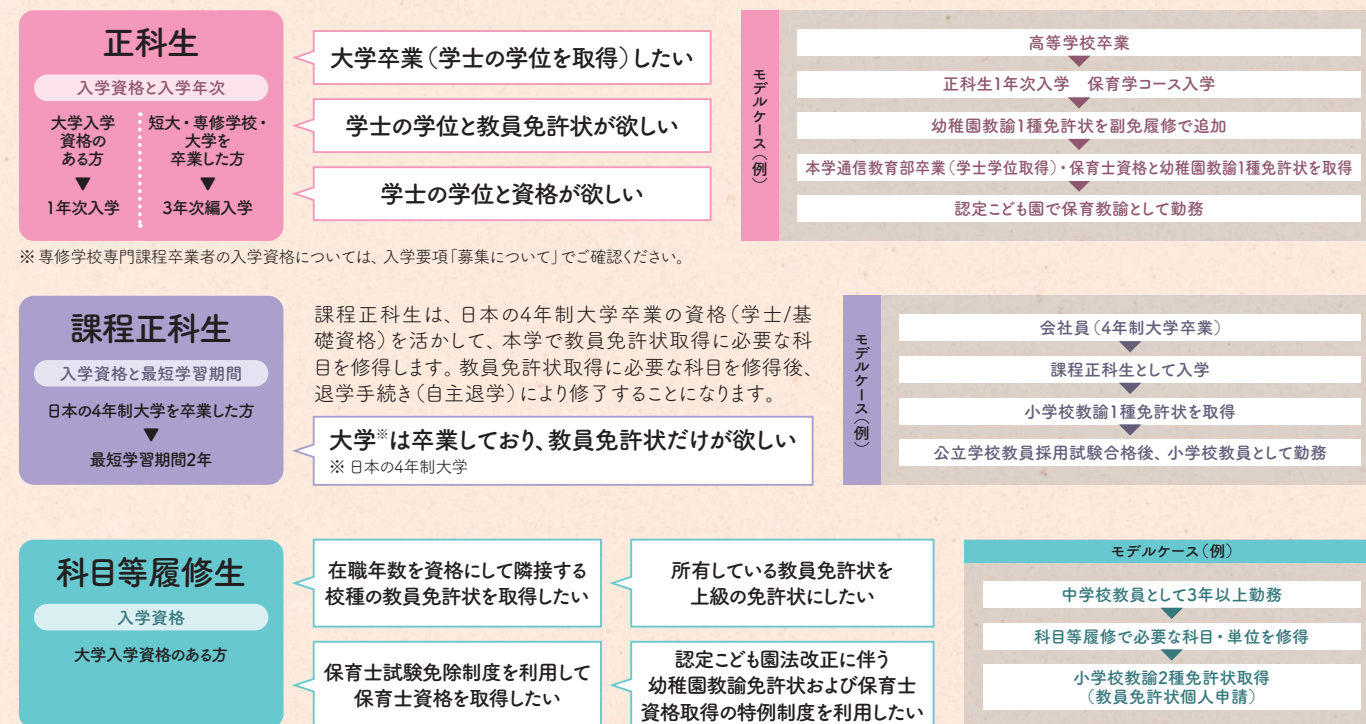 正科生
入学資格と入学年次
大学入学
資格の
ある方
▼
1年次入学
短大・専修学校・
大学を
卒業した方
▼
3年次編入学
大学卒業（学士の学位を取得）したい
学士の学位と教員免許状が欲しい
学士の学位と資格が欲しい
モデルケース（例）
高等学校卒業
正科生1年次入学　保育学コース入学
幼稚園教諭1種免許状を副免履修で追加
本学通信教育部卒業（学士学位取得）・保育士資格と幼稚園教諭1種免許状を取得
認定こども園で保育教諭として勤務
※専修学校専門課程卒業者の入学資格については、入学要項「募集について」でご確認ください。
課程正科生
入学資格と最短学習期間
日本の4年制大学を卒業した方
▼
最短学習期間2年
課程正科生は、日本の4年制大学卒業の資格（学士/基
礎資格）を活かして、本学で教員免許状取得に必要な科
目を修得します。教員免許状取得に必要な科目を修得後、
退学手続き（自主退学）により修了することになります。
大学※は卒業しており、教員免許状だけが欲しい
※ 日本の4年制大学
モデルケース（例）
会社員（4年制大学卒業）
課程正科生として入学
小学校教諭1種免許状を取得
公立学校教員採用試験合格後、小学校教員として勤務
科目等履修生
入学資格
大学入学資格のある方
在職年数を資格にして隣接する
校種の教員免許状を取得したい
所有している教員免許状を
上級の免許状にしたい
保育士試験免除制度を利用して
保育士資格を取得したい
認定こども園法改正に伴う
幼稚園教諭免許状および保育士
資格取得の特例制度を利用したい
モデルケース（例）
中学校教員として3年以上勤務
科目等履修で必要な科目・単位を修得
小学校教諭2種免許状取得
（教員免許状個人申請）